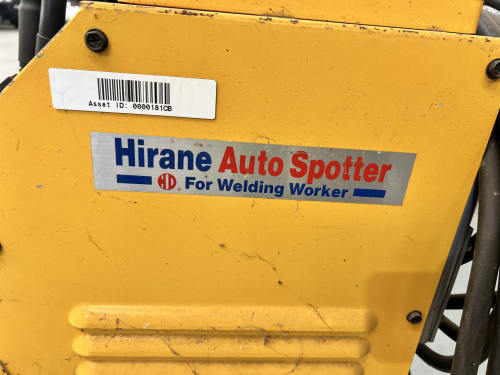 Asset ID: 0000181CB
Hirane Auto Spotter
HD For Welding Worker